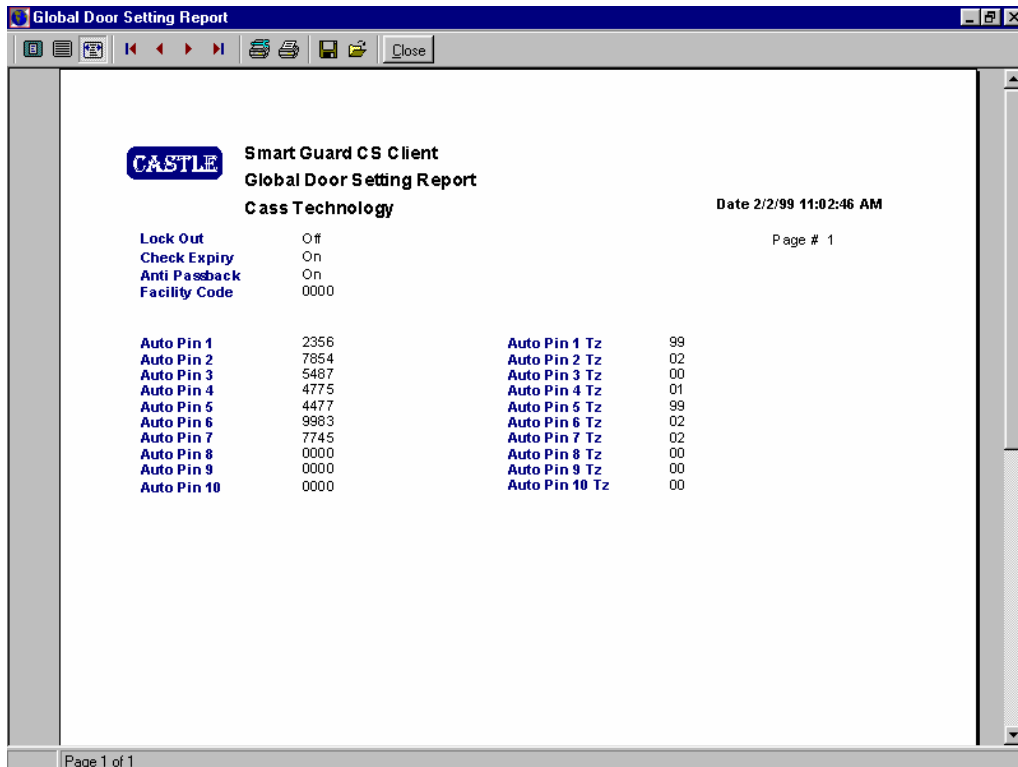 Global Door Setting Report
Close
CASTLE
Smart Guard CS Client
Global Door Setting Report
Cass Technology
Date 2/2/99 11:02:46 AM
Page # 1
Lock Out Off
Check Expiry On
Anti Passback On
Facility Code 0000
Auto Pin 1 2356 Auto Pin 1 Tz 99
Auto Pin 2 7854 Auto Pin 2 Tz 02
Auto Pin 3 5487 Auto Pin 3 Tz 00
Auto Pin 4 4775 Auto Pin 4 Tz 01
Auto Pin 5 4477 Auto Pin 5 Tz 99
Auto Pin 6 9983 Auto Pin 6 Tz 02
Auto Pin 7 7745 Auto Pin 7 Tz 02
Auto Pin 8 0000 Auto Pin 8 Tz 00
Auto Pin 9 0000 Auto Pin 9 Tz 00
Auto Pin 10 0000 Auto Pin 10 Tz 00
Page 1 of 1